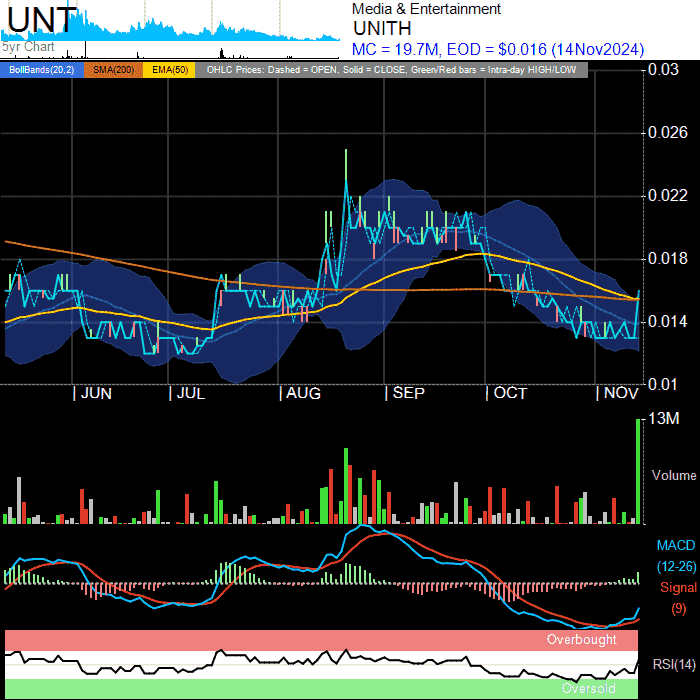 UNT
5yr Chart
Media & Entertainment
UNITH
MC = 19.7M, EOD = $0.016 (14Nov2024)
BollBands(20,2) SMA(200) EMA(50) OHLC Prices: Dashed = OPEN, Solid = CLOSE, Green/Red bars = Intra-day HIGH/LOW
0.03
0.026
0.022
0.018
0.014
0.01
JUN JUL AUG SEP OCT NOV
13M
Volume
MACD
(12-26)
Signal
(9)
Overbought
RSI(14)
Oversold